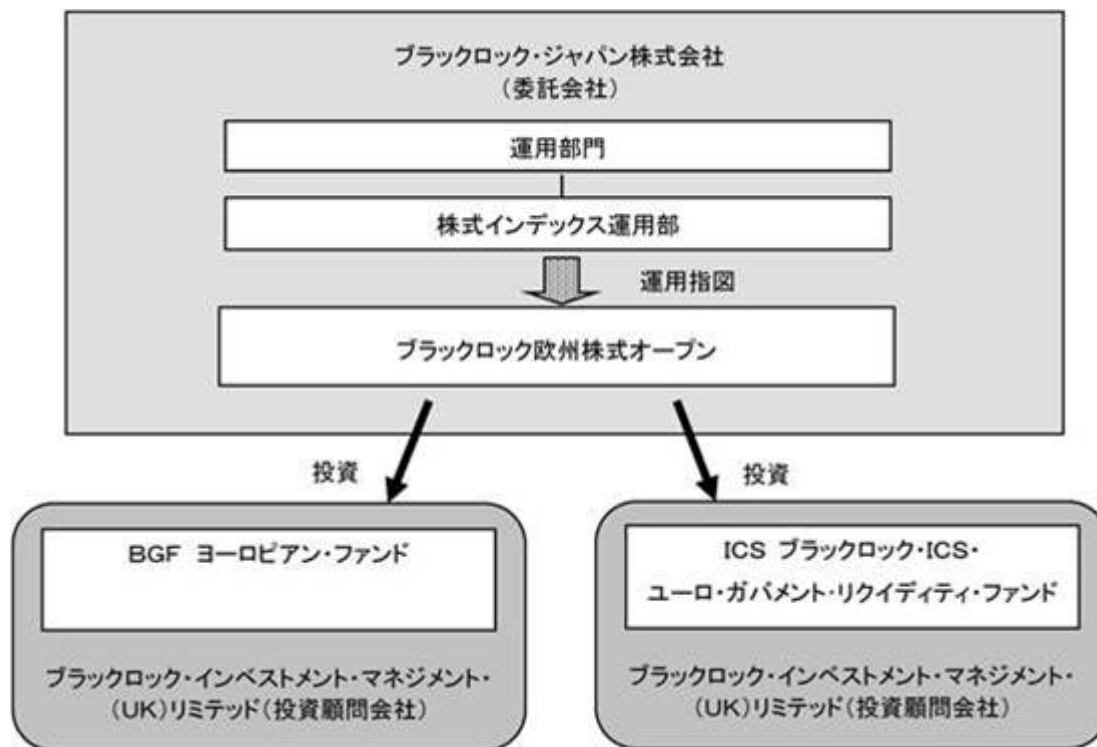 ブラックロック・ジャパン株式会社
(委託会社)
運用部門
株式インデックス運用部
運用指図
ブラックロック欧州株式オープン
投資
投資
BGF ヨーロピアン・ファンド
ブラックロック・インベストメント・マネジメント・
(UK)リミテッド(投資顧問会社)
ICS ブラックロック・ICS・
ユーロ・ガバメント・リクイディティ・ファンド
ブラックロック・インベストメント・マネジメント・
(UK)リミテッド(投資顧問会社)